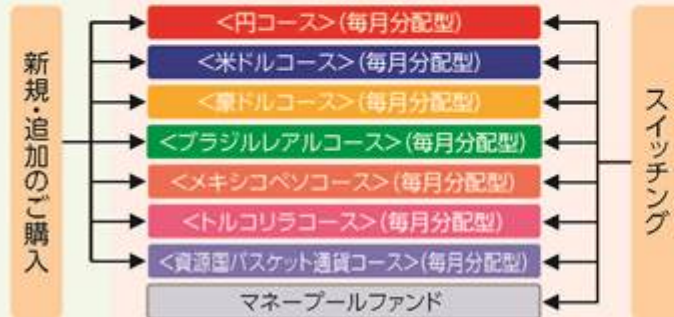 新規・追加のご購入
<円コース>(毎月分配型)
<米ドルコース>(毎月分配型)
<豪ドルコース>(毎月分配型)
<ブラジルレアルコース>(毎月分配型)
<メキシコペソコース>(毎月分配型)
<トルコリラコース>(毎月分配型)
<資源国バスケット通貨コース>(毎月分配型)
マネープールファンド
スイッチング